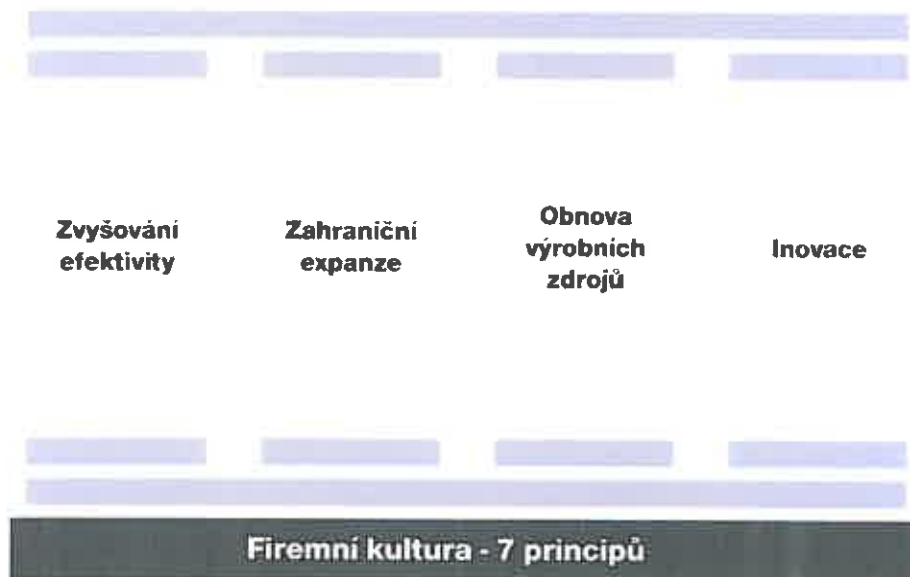 Zvyšování
efektivity
Zahraniční
expanze
Obnova
výrobních
zdrojů
Inovace
Firemní kultura - 7 principů